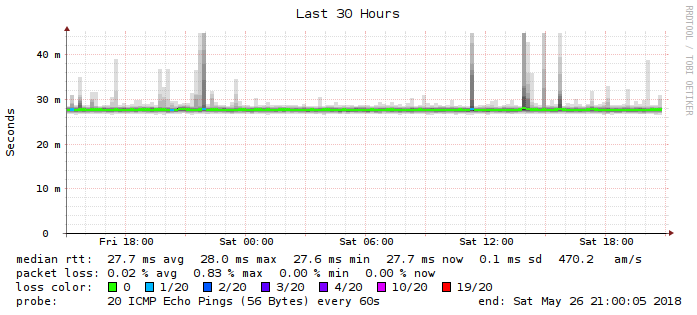 Last 30 Hours
RRDTOOL / TOBI OETIKER
Seconds
40 m
30 m
20 m
10 m
0
Fri 18:00 Sat 00:00 Sat 06:00 Sat 12:00 Sat 18:00
median rtt: 27.7 ms avg 28.0 ms max 27.6 ms min 27.7 ms now 0.1 ms sd 470.2 am/s
packet loss: 0.02 % avg 0.83 % max 0.00 % min 0.00 % now
loss color: 0 1/20 2/20 3/20 4/20 10/20 19/20
probe: 20 ICMP Echo Pings (56 Bytes) every 60s end: Sat May 26 21:00:05 2018